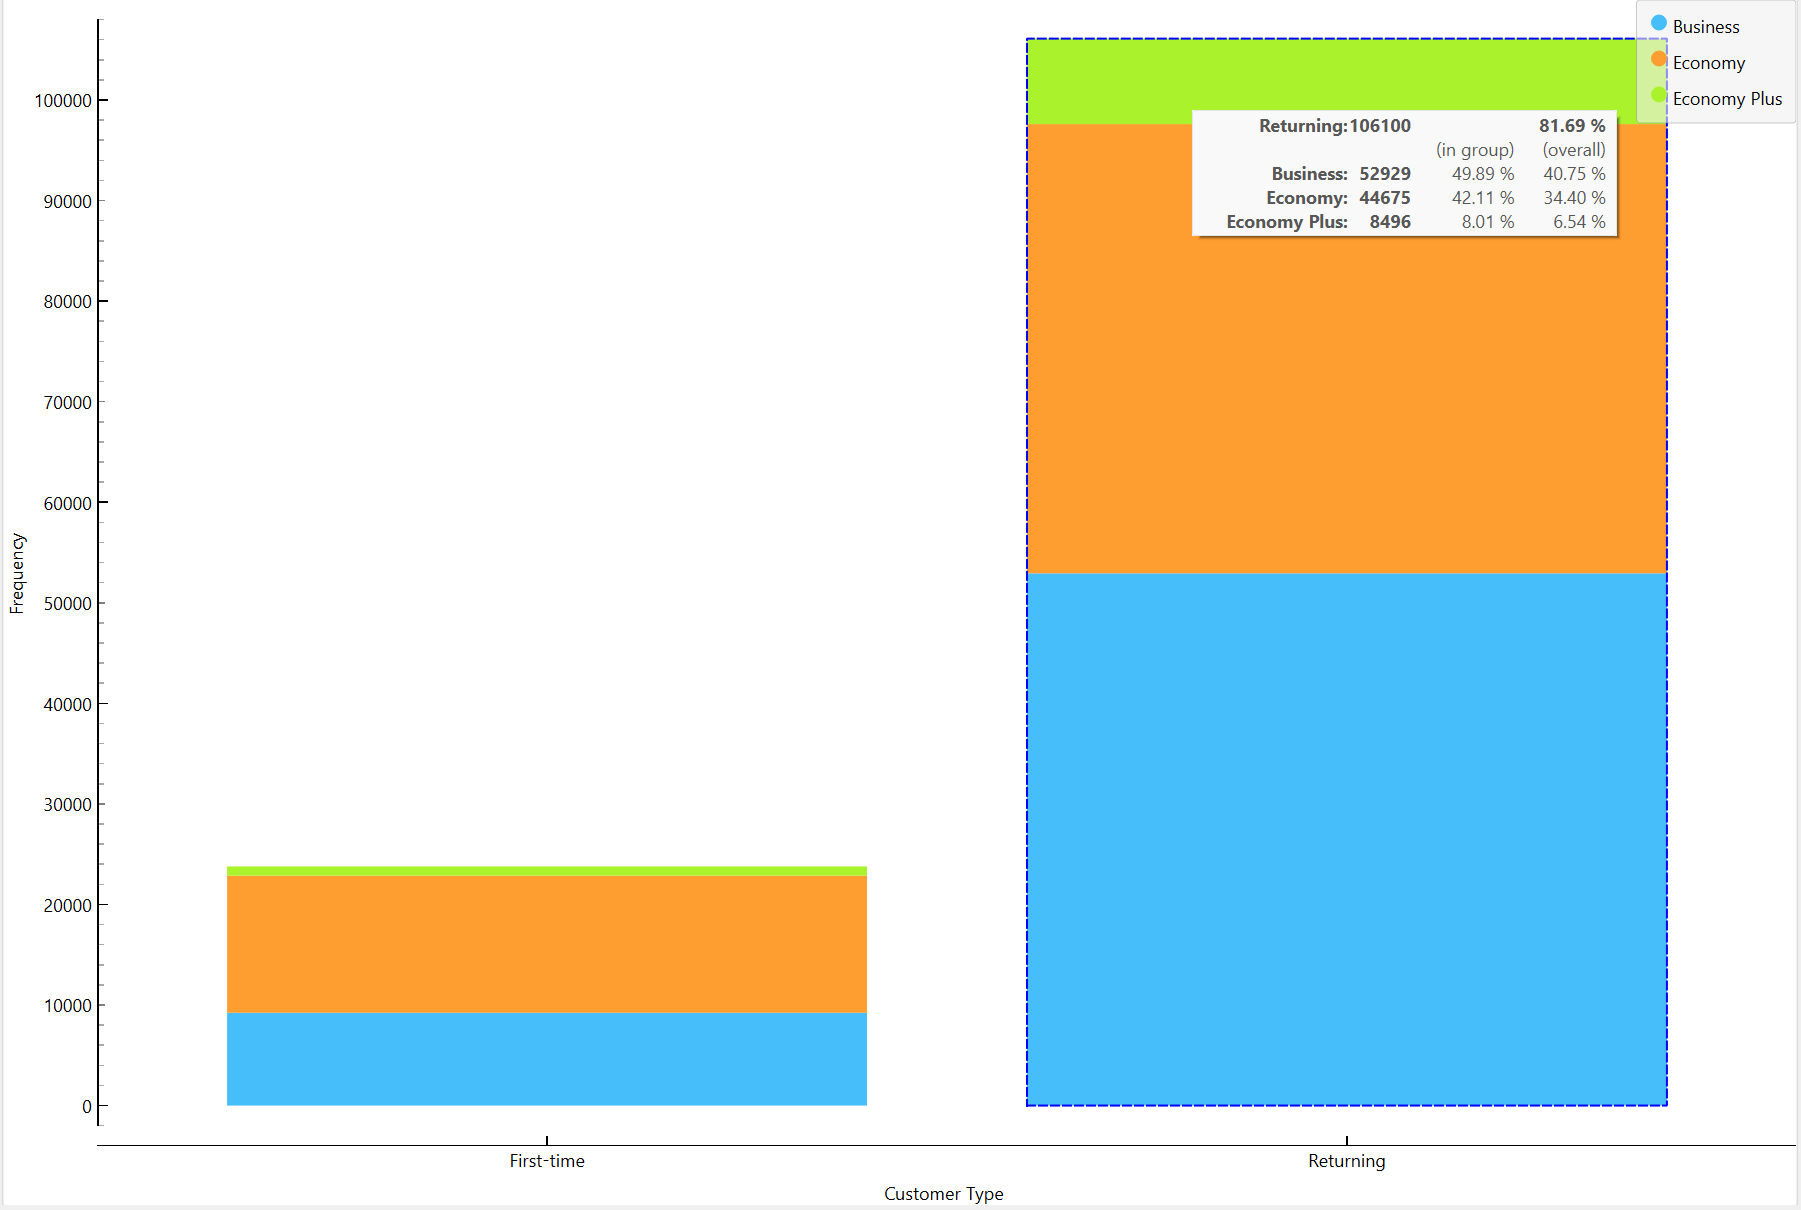 Business
Economy
Economy Plus
100000
90000
80000
70000
60000
50000
40000
30000
20000
10000
0
Frequency
Returning: 106100 81.69 %
(in group) (overall)
Business: 52929 49.89 % 40.75 %
Economy: 44675 42.11 % 34.40 %
Economy Plus: 8496 8.01 % 6.54 %
First-time
Returning
Customer Type